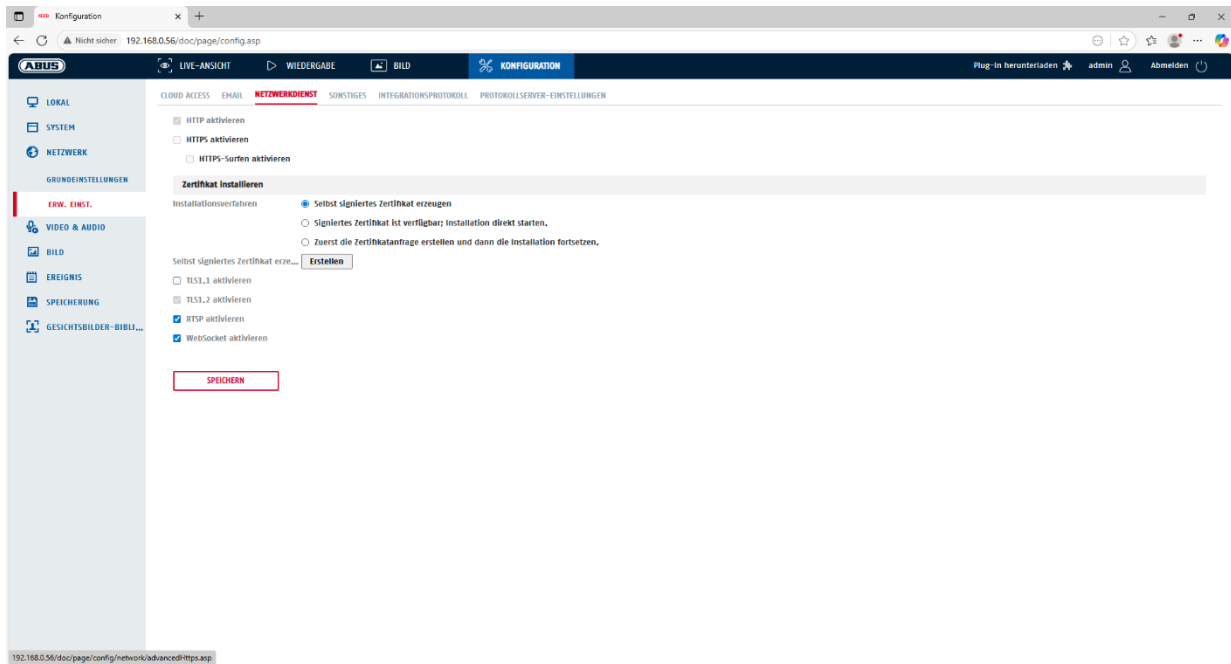 Konfiguration
Nicht sicher 192.168.0.56/doc/page/config.asp
ABUS LIVE-ANSICHT WIEDERGABE BILD KONFIGURATION Plug-in herunterladen admin Abmelden
CLOUD ACCESS EMAIL NETZWERKDIENST SONSTIGES INTEGRATIONSPROTOKOLL PROTOKOLLSERVER-EINSTELLUNGEN
LOKAL
SYSTEM
NETZWERK
GRUNDEINSTELLUNGEN
ERW. EINST.
VIDEO & AUDIO
BILD
EREIGNIS
SPEICHERUNG
GESICHTSBILDER-BIBLI...
HTTP aktivieren
HTTPS aktivieren
HTTPS-Surfen aktivieren
Zertifikat installieren
Installationsverfahren Selbst signiertes Zertifikat erzeugen
Signiertes Zertifikat ist verfügbar; Installation direkt starten.
Zuerst die Zertifikatanfrage erstellen und dann die Installation fortsetzen.
Selbst signiertes Zertifikat erze... Erstellen
TLS1.1 aktivieren
TLS1.2 aktivieren
RTSP aktivieren
WebSocket aktivieren
SPEICHERN
192.168.0.56/doc/page/config/network/advancedHttps.asp